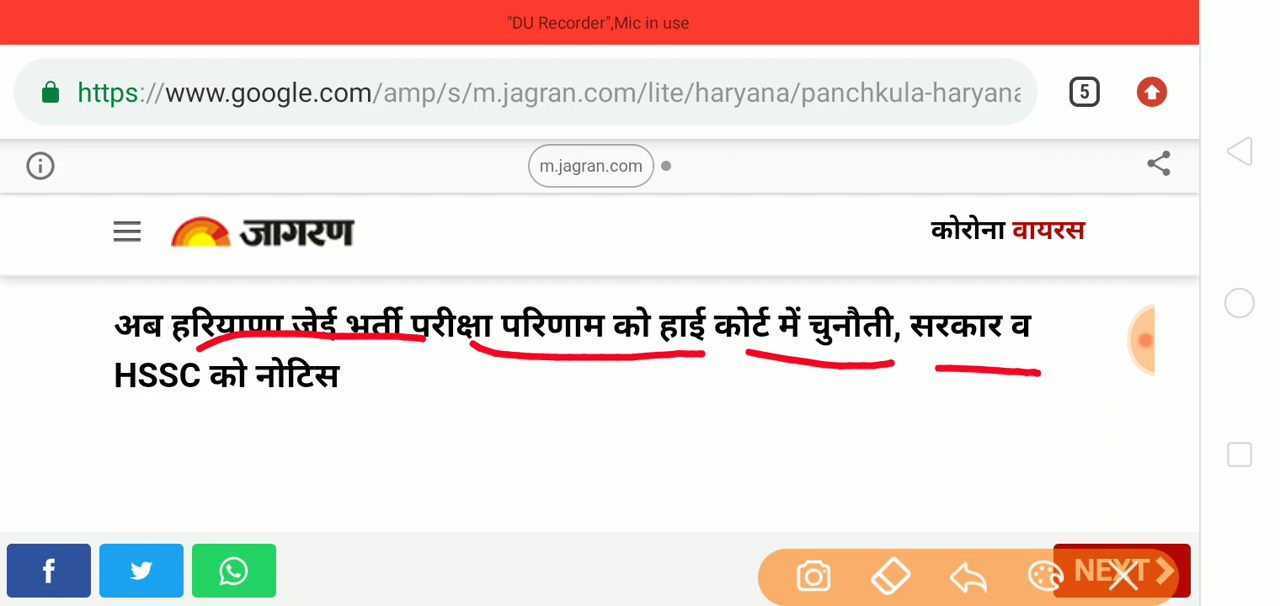 "DU Recorder",Mic in use
https://www.google.com/amp/s/m.jagran.com/lite/haryana/panchkula-haryana
5
m.jagran.com
जागरण
कोरोना वायरस
अब हरियाणा जेई भर्ती परीक्षा परिणाम को हाई कोर्ट में चुनौती, सरकार व
HSSC को नोटिस
NEXT